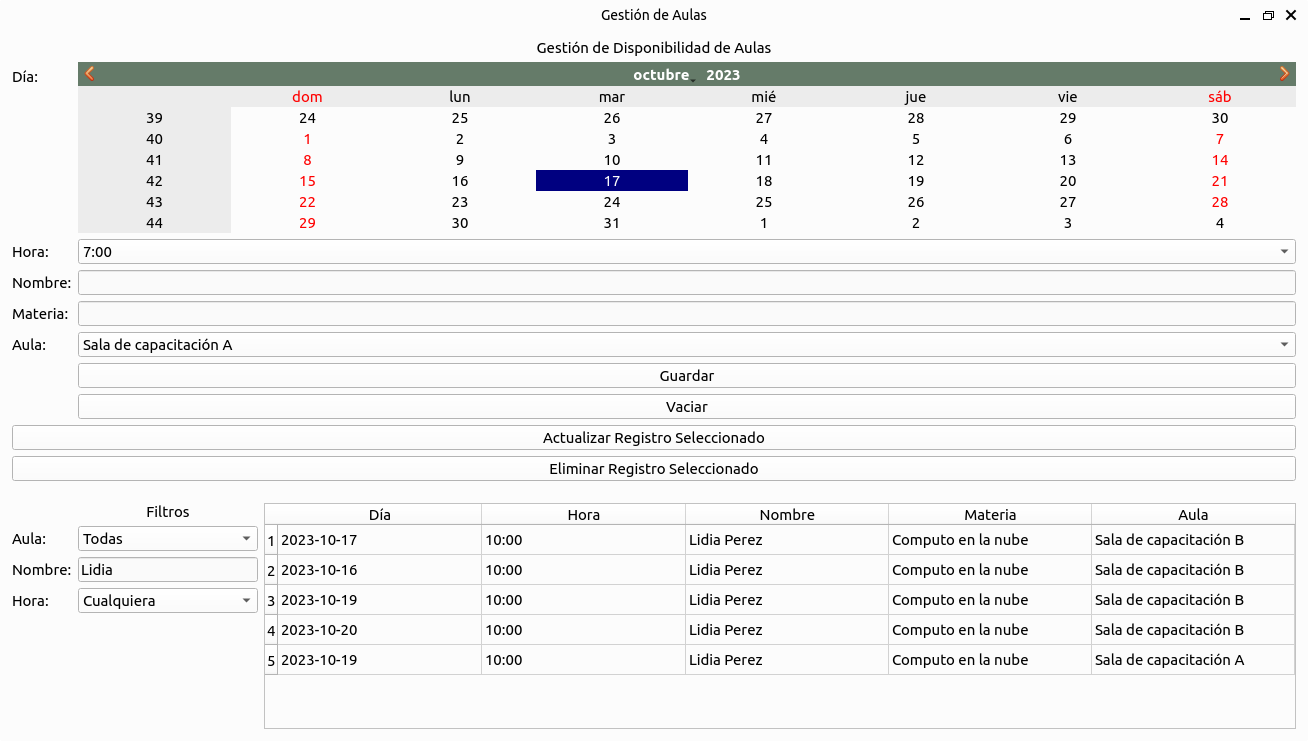 Gestión de Aulas
Gestión de Disponibilidad de Aulas
Día:
octubre 2023
dom lun mar mié jue vie sáb
39 24 25 26 27 28 29 30
40 1 2 3 4 5 6 7
41 8 9 10 11 12 13 14
42 15 16 17 18 19 20 21
43 22 23 24 25 26 27 28
44 29 30 31 1 2 3 4
Hora: 7:00
Nombre:
Materia:
Aula: Sala de capacitación A
Guardar
Vaciar
Actualizar Registro Seleccionado
Eliminar Registro Seleccionado
Filtros
Aula: Todas
Nombre: Lidia
Hora: Cualquiera
Día Hora Nombre Materia Aula
1 2023-10-17 10:00 Lidia Perez Computo en la nube Sala de capacitación B
2 2023-10-16 10:00 Lidia Perez Computo en la nube Sala de capacitación B
3 2023-10-19 10:00 Lidia Perez Computo en la nube Sala de capacitación B
4 2023-10-20 10:00 Lidia Perez Computo en la nube Sala de capacitación B
5 2023-10-19 10:00 Lidia Perez Computo en la nube Sala de capacitación A